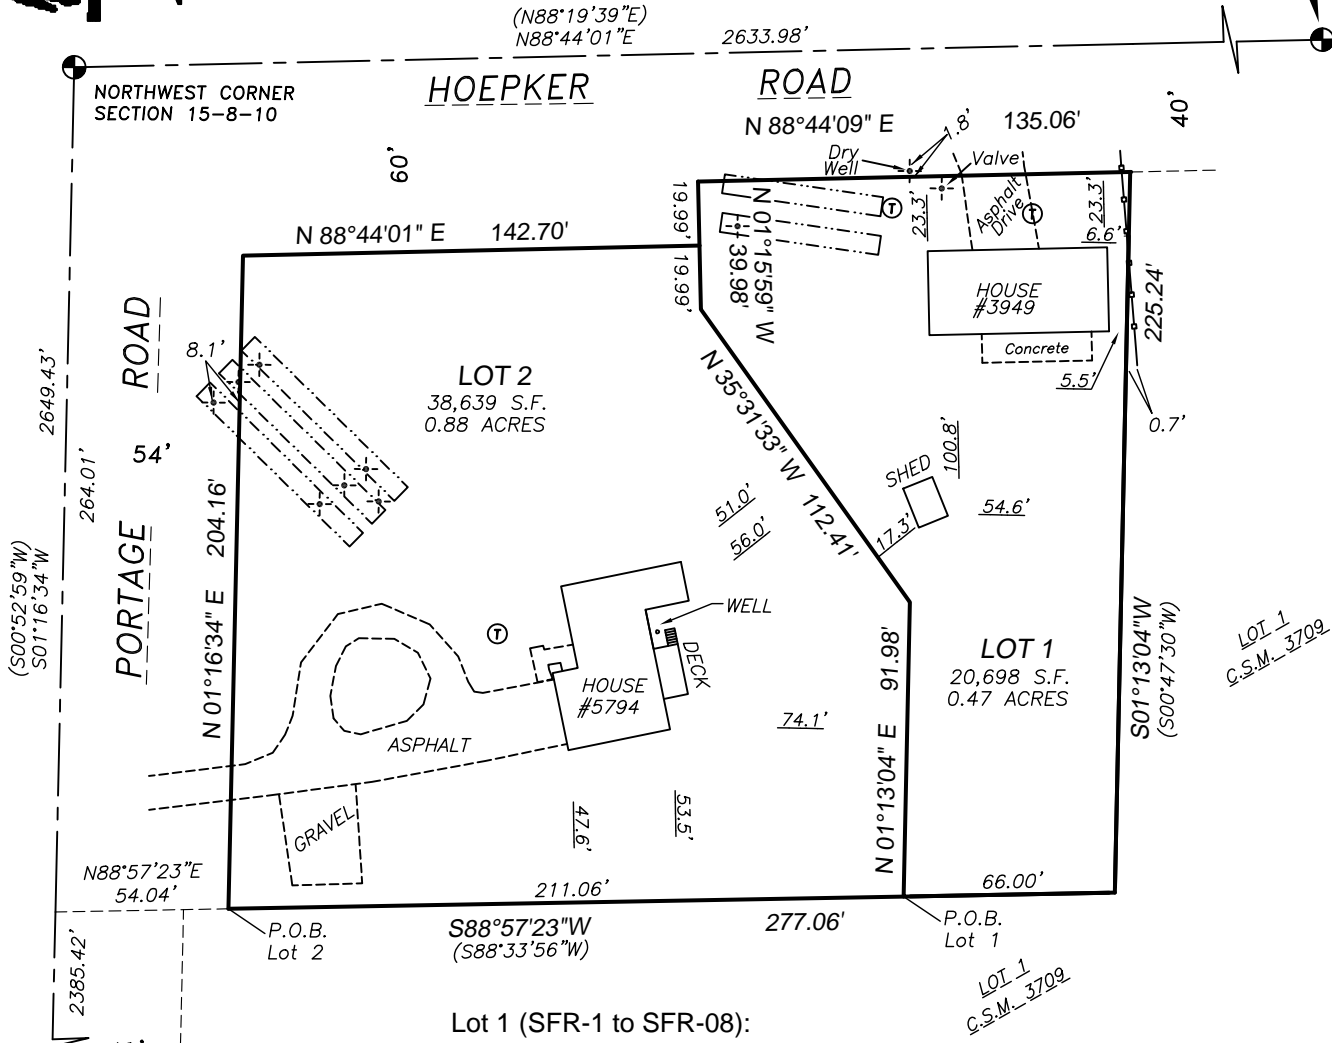 (N88°19'39"E)
N88°44'01"E
2633.98'
NORTHWEST CORNER
SECTION 15-8-10
HOEPKER ROAD
N 88°44'09" E 135.06'
40'
60'
1.8'
Dry
Well
Valve
Asphalt
Drive
T
T
23.3'
23.3'
6.6'
19.99'
19.99'
N 01°15'59" W
39.98'
N 88°44'01" E 142.70'
HOUSE
#3949
Concrete
5.5'
225.24'
0.7'
PORTAGE ROAD
54'
8.1'
2649.43'
264.01'
LOT 2
38,639 S.F.
0.88 ACRES
N 35°31'33" W 112.41'
SHED
100.8'
17.3'
54.6'
51.0'
56.0'
(S00°52'59"W)
S01°16'34"W
N 01°16'34" E 204.16'
T
WELL
DECK
HOUSE
#5794
ASPHALT
GRAVEL
74.1'
47.6'
53.5'
N 01°13'04" E 91.98'
LOT 1
20,698 S.F.
0.47 ACRES
S01°13'04"W
(S00°47'30"W)
LOT 1
C.S.M. 3709
N88°57'23"E
54.04'
211.06'
66.00'
S88°57'23"W
(S88°33'56"W)
277.06'
P.O.B.
Lot 2
P.O.B.
Lot 1
2385.42'
LOT 1
C.S.M. 3709
Lot 1 (SFR-1 to SFR-08):